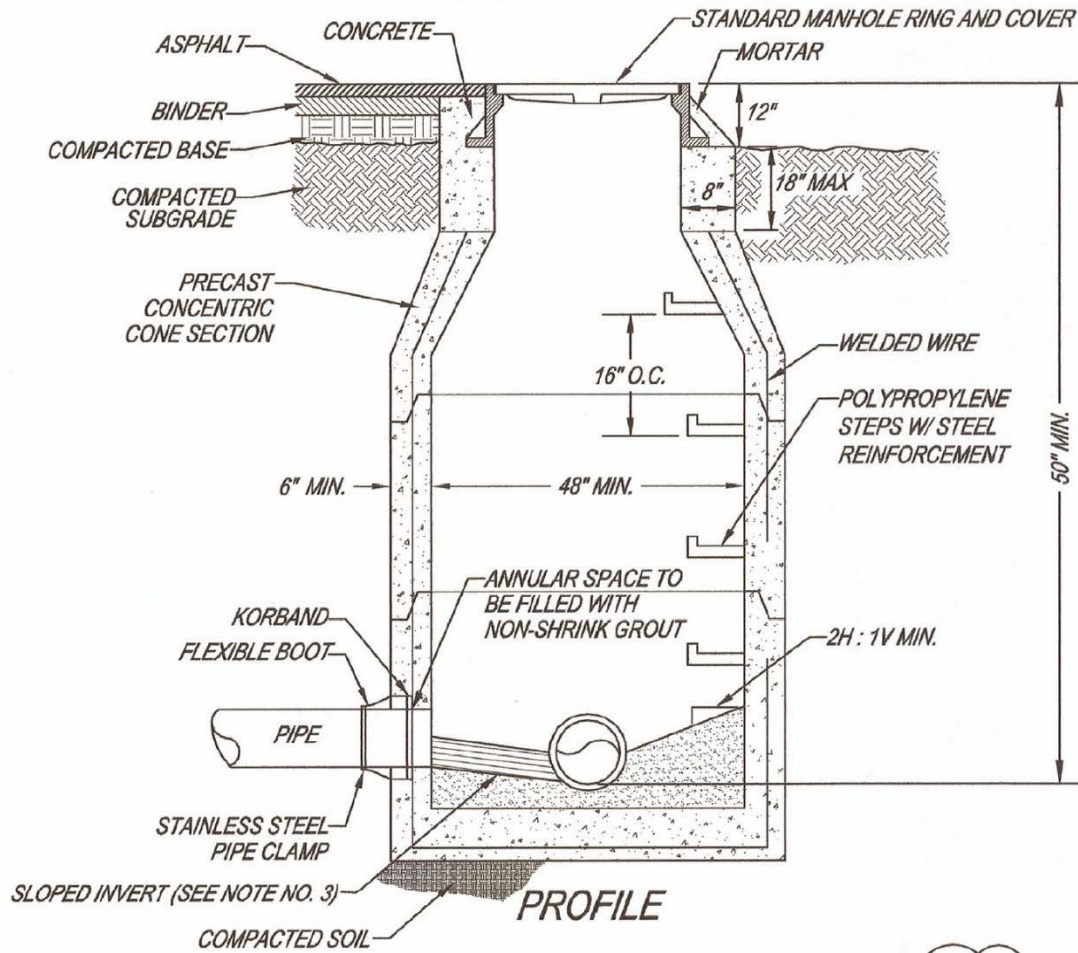 STANDARD MANHOLE RING AND COVER
CONCRETE
MORTAR
ASPHALT
BINDER
12"
COMPACTED BASE
COMPACTED
SUBGRADE
8"
18" MAX
PRECAST
CONCENTRIC
CONE SECTION
WELDED WIRE
16" O.C.
POLYPROPYLENE
STEPS W/ STEEL
REINFORCEMENT
50" MIN.
6" MIN.
48" MIN.
ANNULAR SPACE TO
BE FILLED WITH
NON-SHRINK GROUT
KORBAND
FLEXIBLE BOOT
2H : 1V MIN.
PIPE
STAINLESS STEEL
PIPE CLAMP
SLOPED INVERT (SEE NOTE NO. 3)
PROFILE
COMPACTED SOIL